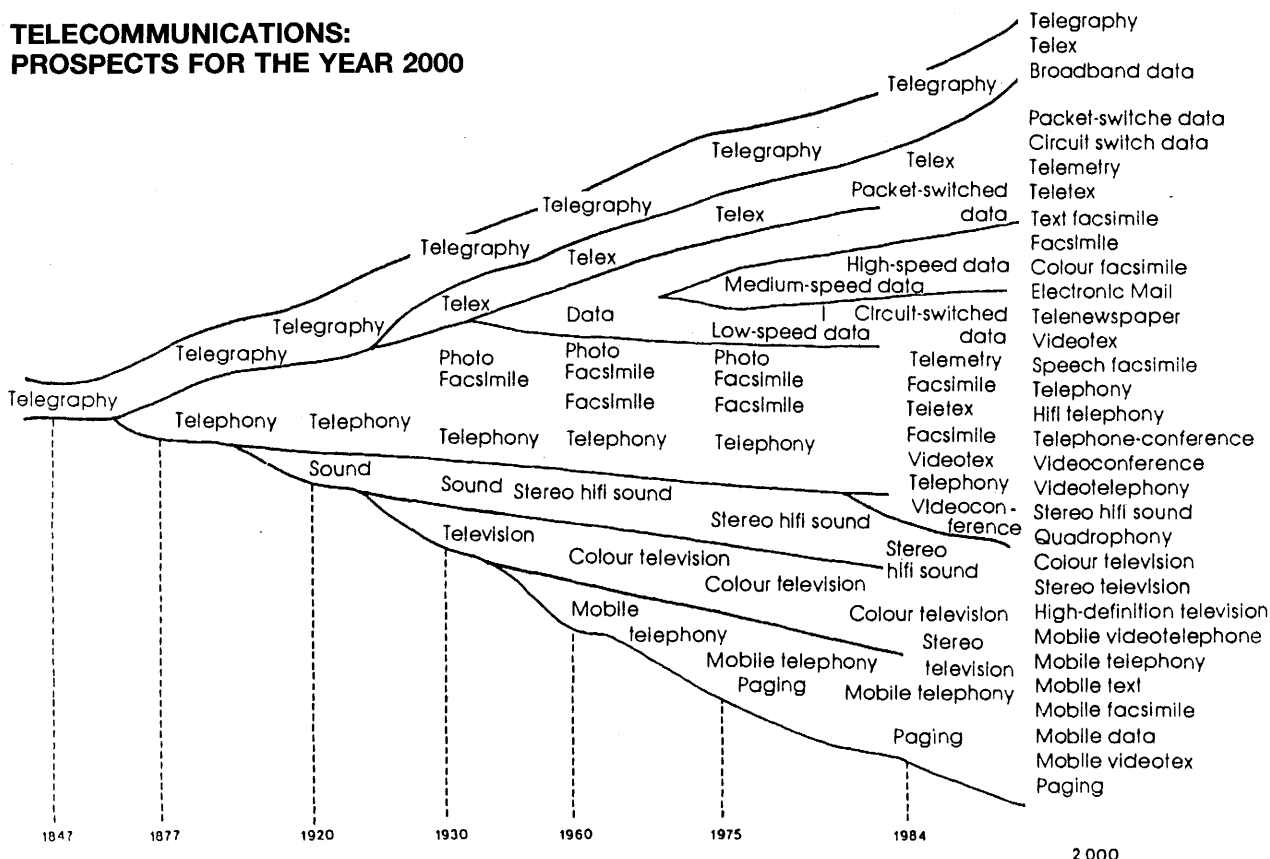 TELECOMMUNICATIONS:
PROSPECTS FOR THE YEAR 2000
Telegraphy
1847
Telegraphy
Telephony
1877
Telegraphy
Telephony
Sound
1920
Telegraphy
Telex
Photo
Facsimile
Telephony
Sound
Television
1930
Telegraphy
Telex
Data
Photo
Facsimile
Facsimile
Telephony
Stereo hifi sound
Colour television
Mobile
telephony
1960
Telegraphy
Telex
Medium-speed data
Low-speed data
Photo
Facsimile
Facsimile
Telephony
Stereo hifi sound
Colour television
Mobile telephony
Paging
1975
Telegraphy
Telex
Packet-switched
data
High-speed data
Circuit-switched
data
Telemetry
Facsimile
Teletex
Facsimile
Videotex
Telephony
Videocon-
ference
Stereo
hifi sound
Colour television
Stereo
television
Mobile telephony
Paging
1984
Telegraphy
Telex
Broadband data
Packet-switche data
Circuit switch data
Telemetry
Teletex
Text facsimile
Facsimile
Colour facsimile
Electronic Mail
Telenewspaper
Videotex
Speech facsimile
Telephony
Hifi telephony
Telephone-conference
Videoconference
Videotelephony
Stereo hifi sound
Quadrophony
Colour television
Stereo television
High-definition television
Mobile videotelephone
Mobile telephony
Mobile text
Mobile facsimile
Mobile data
Mobile videotex
Paging
2 000